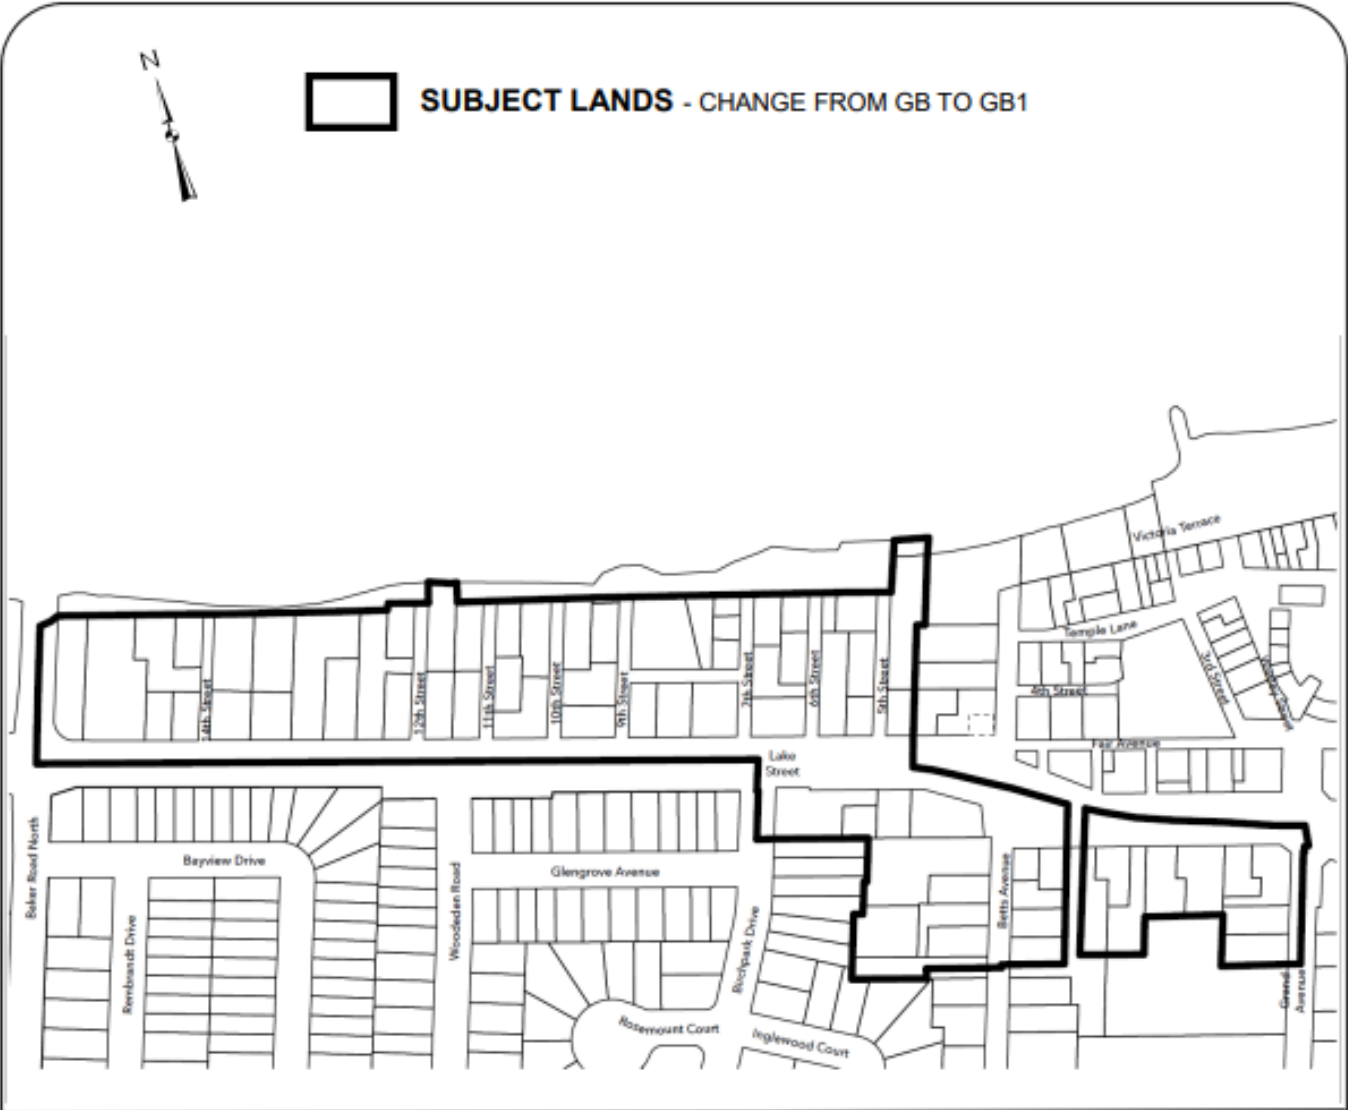 N
SUBJECT LANDS - CHANGE FROM GB TO GB1
Victoria Terrace
Temple Lane
3rd Street
4th Street
Fair Avenue
14th Street
12th Street
11th Street
10th Street
9th Street
7th Street
6th Street
5th Street
Lake
Street
Baker Road North
Bayview Drive
Rembrandt Drive
Woodeden Road
Glengrove Avenue
Birchpark Drive
Betts Avenue
Rosemount Court
Inglewood Court
Grand
Avenue